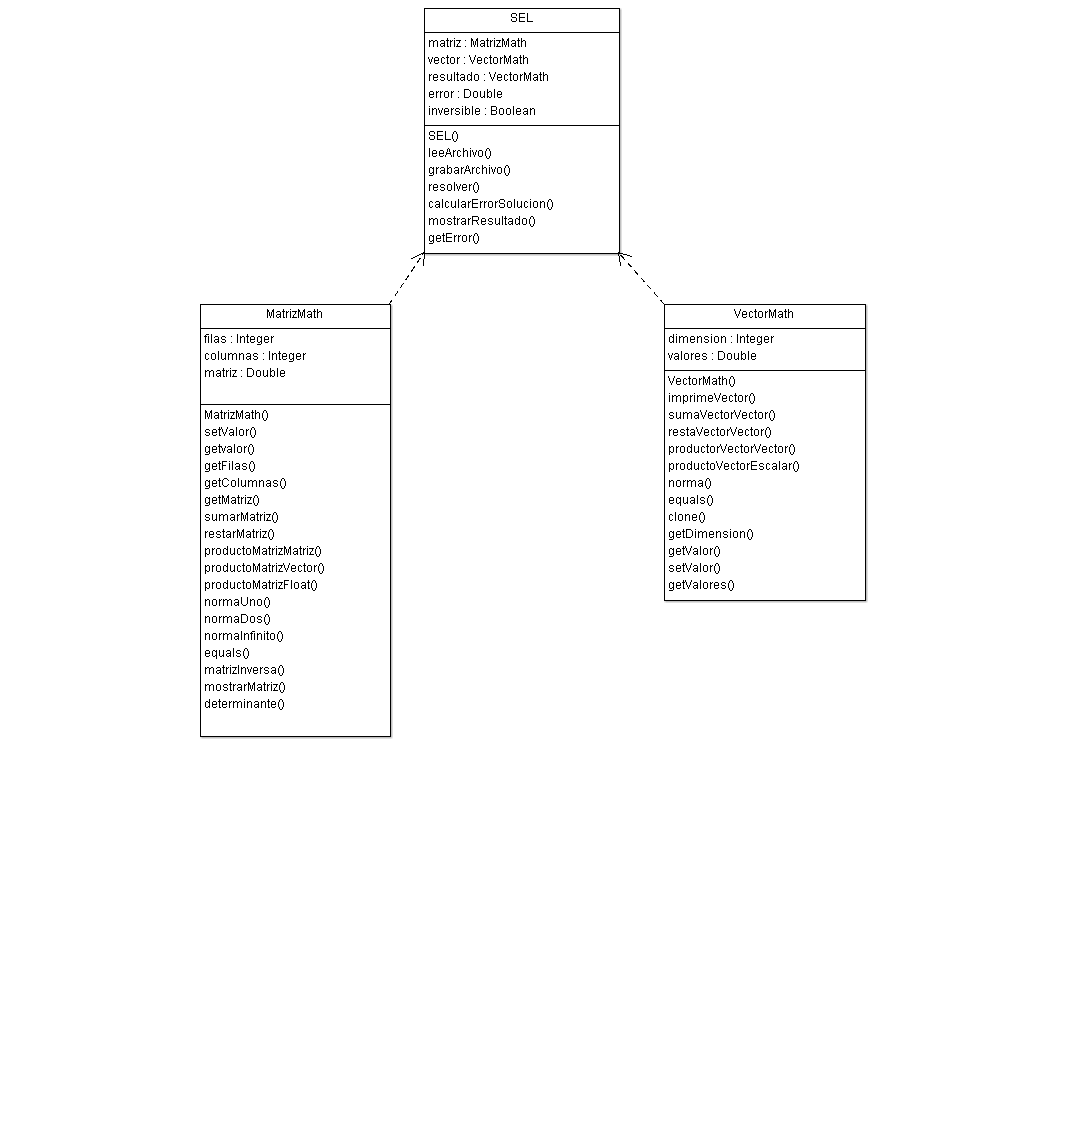 SEL
matriz : MatrizMath
vector : VectorMath
resultado : VectorMath
error : Double
inversible : Boolean
SEL()
leeArchivo()
grabarArchivo()
resolver()
calcularErrorSolucion()
mostrarResultado()
getError()
MatrizMath
filas : Integer
columnas : Integer
matriz : Double
MatrizMath()
setValor()
getvalor()
getFilas()
getColumnas()
getMatriz()
sumarMatriz()
restarMatriz()
productoMatrizMatriz()
productoMatrizVector()
productoMatrizFloat()
normaUno()
normaDos()
normaInfinito()
equals()
matrizInversa()
mostrarMatriz()
determinante()
VectorMath
dimension : Integer
valores : Double
VectorMath()
imprimeVector()
sumaVectorVector()
restaVectorVector()
productorVectorVector()
productoVectorEscalar()
norma()
equals()
clone()
getDimension()
getValor()
setValor()
getValores()